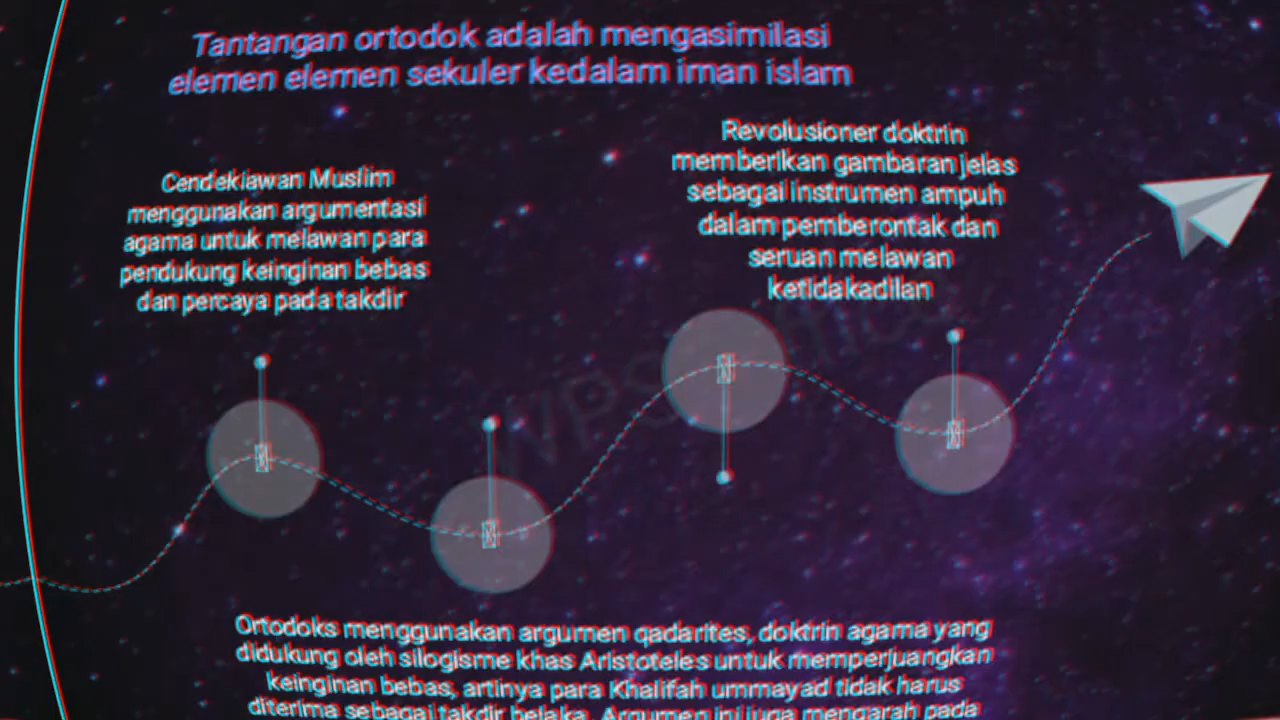 Tantangan ortodok adalah mengasimilasi
elemen elemen sekuler kedalam iman islam
Cendekiawan Muslim
menggunakan argumentasi
agama untuk melawan para
pendukung keinginan bebas
dan percaya pada takdir
Revolusioner doktrin
memberikan gambaran jelas
sebagai instrumen ampuh
dalam pemberontak dan
seruan melawan
ketidakadilan
WPS Office
Ortodoks menggunakan argumen qadarites, doktrin agama yang
didukung oleh silogisme khas Aristoteles untuk memperjuangkan
keinginan bebas, artinya para Khalifah ummayad tidak harus
diterima sebagai takdir belaka. Argumen ini juga mengarah pada